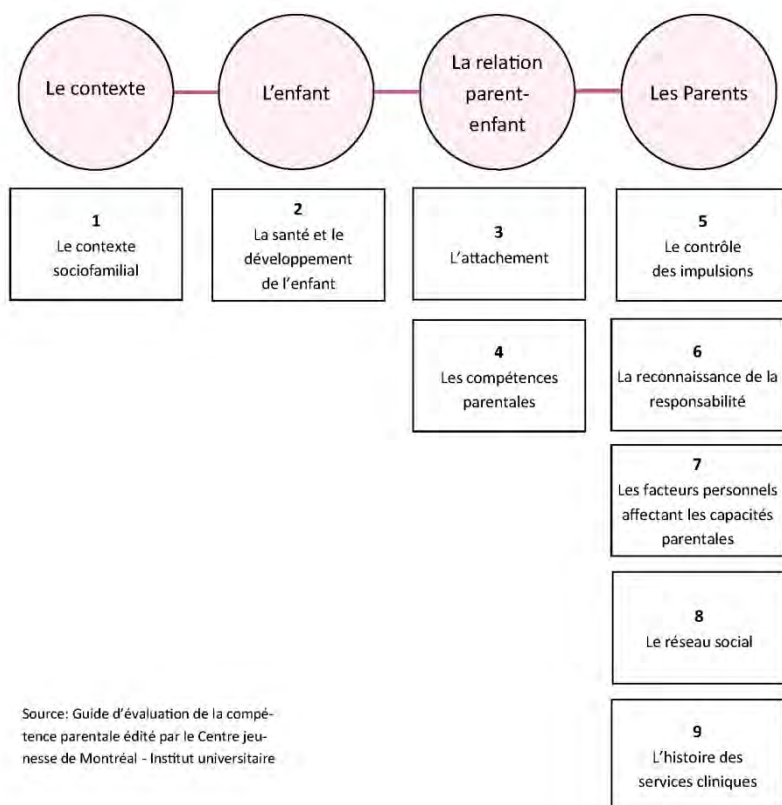 Le contexte
L'enfant
La relation
parent-
enfant
Les Parents
1
Le contexte
sociofamilial
2
La santé et le
développement
de l'enfant
3
L'attachement
4
Les compétences
parentales
5
Le contrôle
des impulsions
6
La reconnaissance de la
responsabilité
7
Les facteurs personnels
affectant les capacités
parentales
8
Le réseau social
9
L'histoire des
services cliniques
Source: Guide d'évaluation de la compé-
tence parentale édité par le Centre jeu-
nesse de Montréal - Institut universitaire